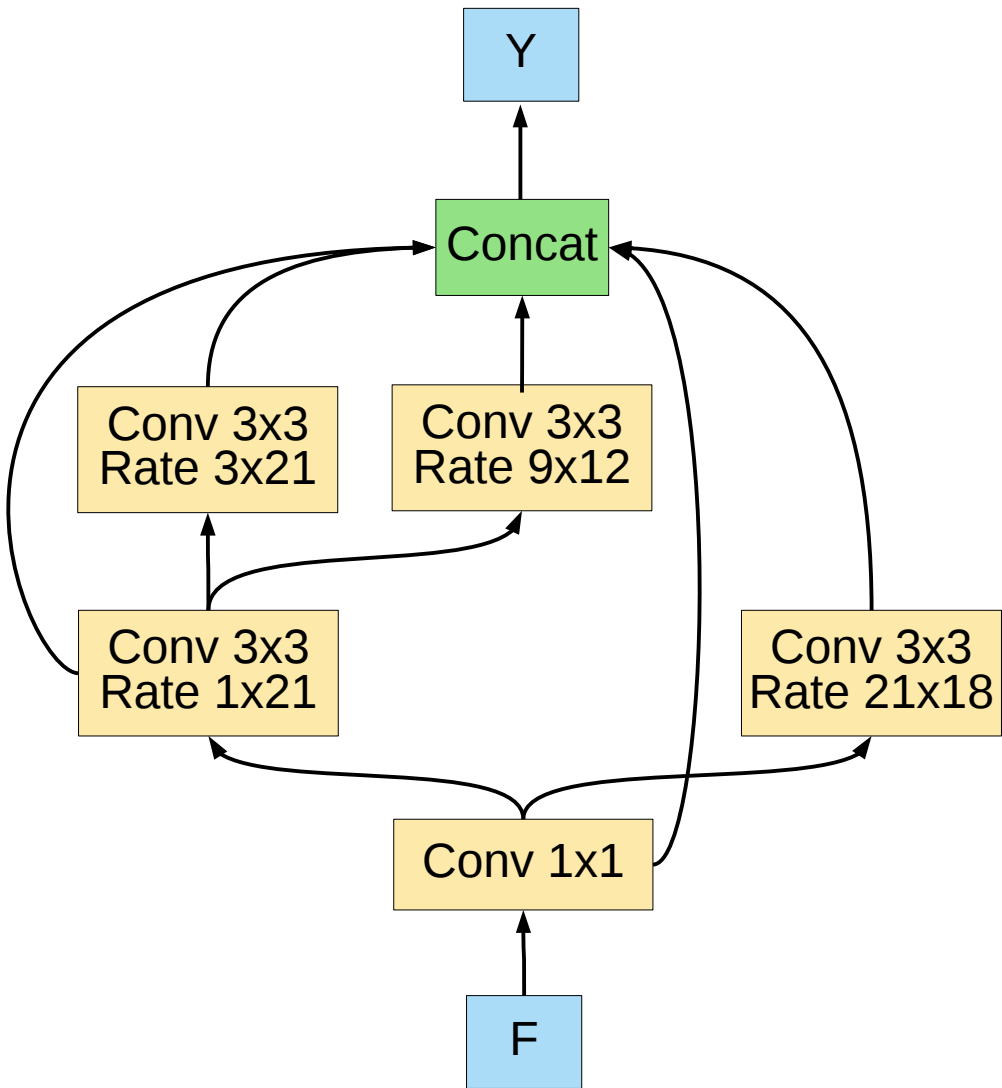 Y
Concat
Conv 3x3
Rate 3x21
Conv 3x3
Rate 9x12
Conv 3x3
Rate 1x21
Conv 3x3
Rate 21x18
Conv 1x1
F